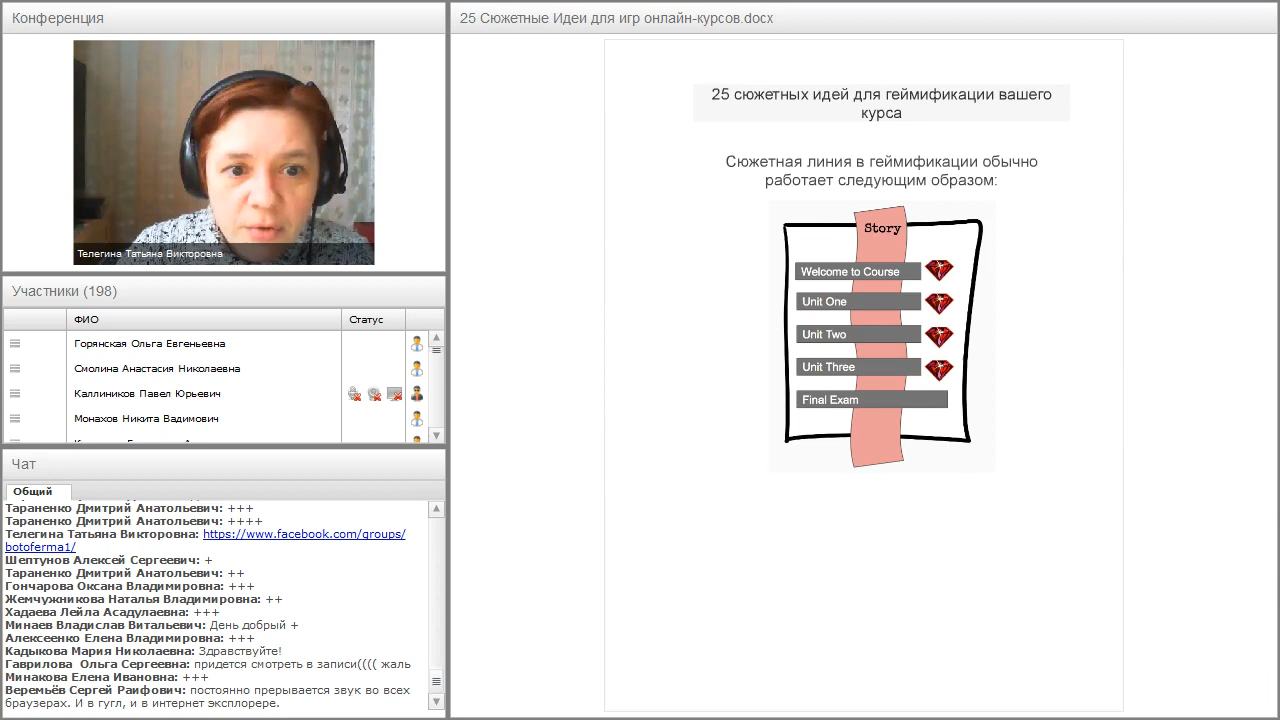 Конференция
Телегина Татьяна Викторовна
Участники (198)
ФИО
Статус
Горянская Ольга Евгеньевна
Смолина Анастасия Николаевна
Каллиников Павел Юрьевич
Монахов Никита Вадимович
Чат
Общий
Тараненко Дмитрий Анатольевич: +++
Тараненко Дмитрий Анатольевич: ++++
Телегина Татьяна Викторовна: https://www.facebook.com/groups/
botoferma1/
Шептунов Алексей Сергеевич: +
Тараненко Дмитрий Анатольевич: ++
Гончарова Оксана Владимировна: +++
Жемчужникова Наталья Владимировна: ++
Хадаева Лейла Асадулаевна: +++
Минаев Владислав Витальевич: День добрый +
Алексеенко Елена Владимировна: +++
Кадыкова Мария Николаевна: Здравствуйте!
Гаврилова Ольга Сергеевна: придется смотреть в записи(((( жаль
Минакова Елена Ивановна: +++
Веремьёв Сергей Раифович: постоянно прерывается звук во всех
браузерах. И в гугл, и в интернет эксплорере.
25 Сюжетные Идеи для игр онлайн-курсов.docx
25 сюжетных идей для геймификации вашего
курса
Сюжетная линия в геймификации обычно
работает следующим образом:
Story
Welcome to Course
Unit One
Unit Two
Unit Three
Final Exam